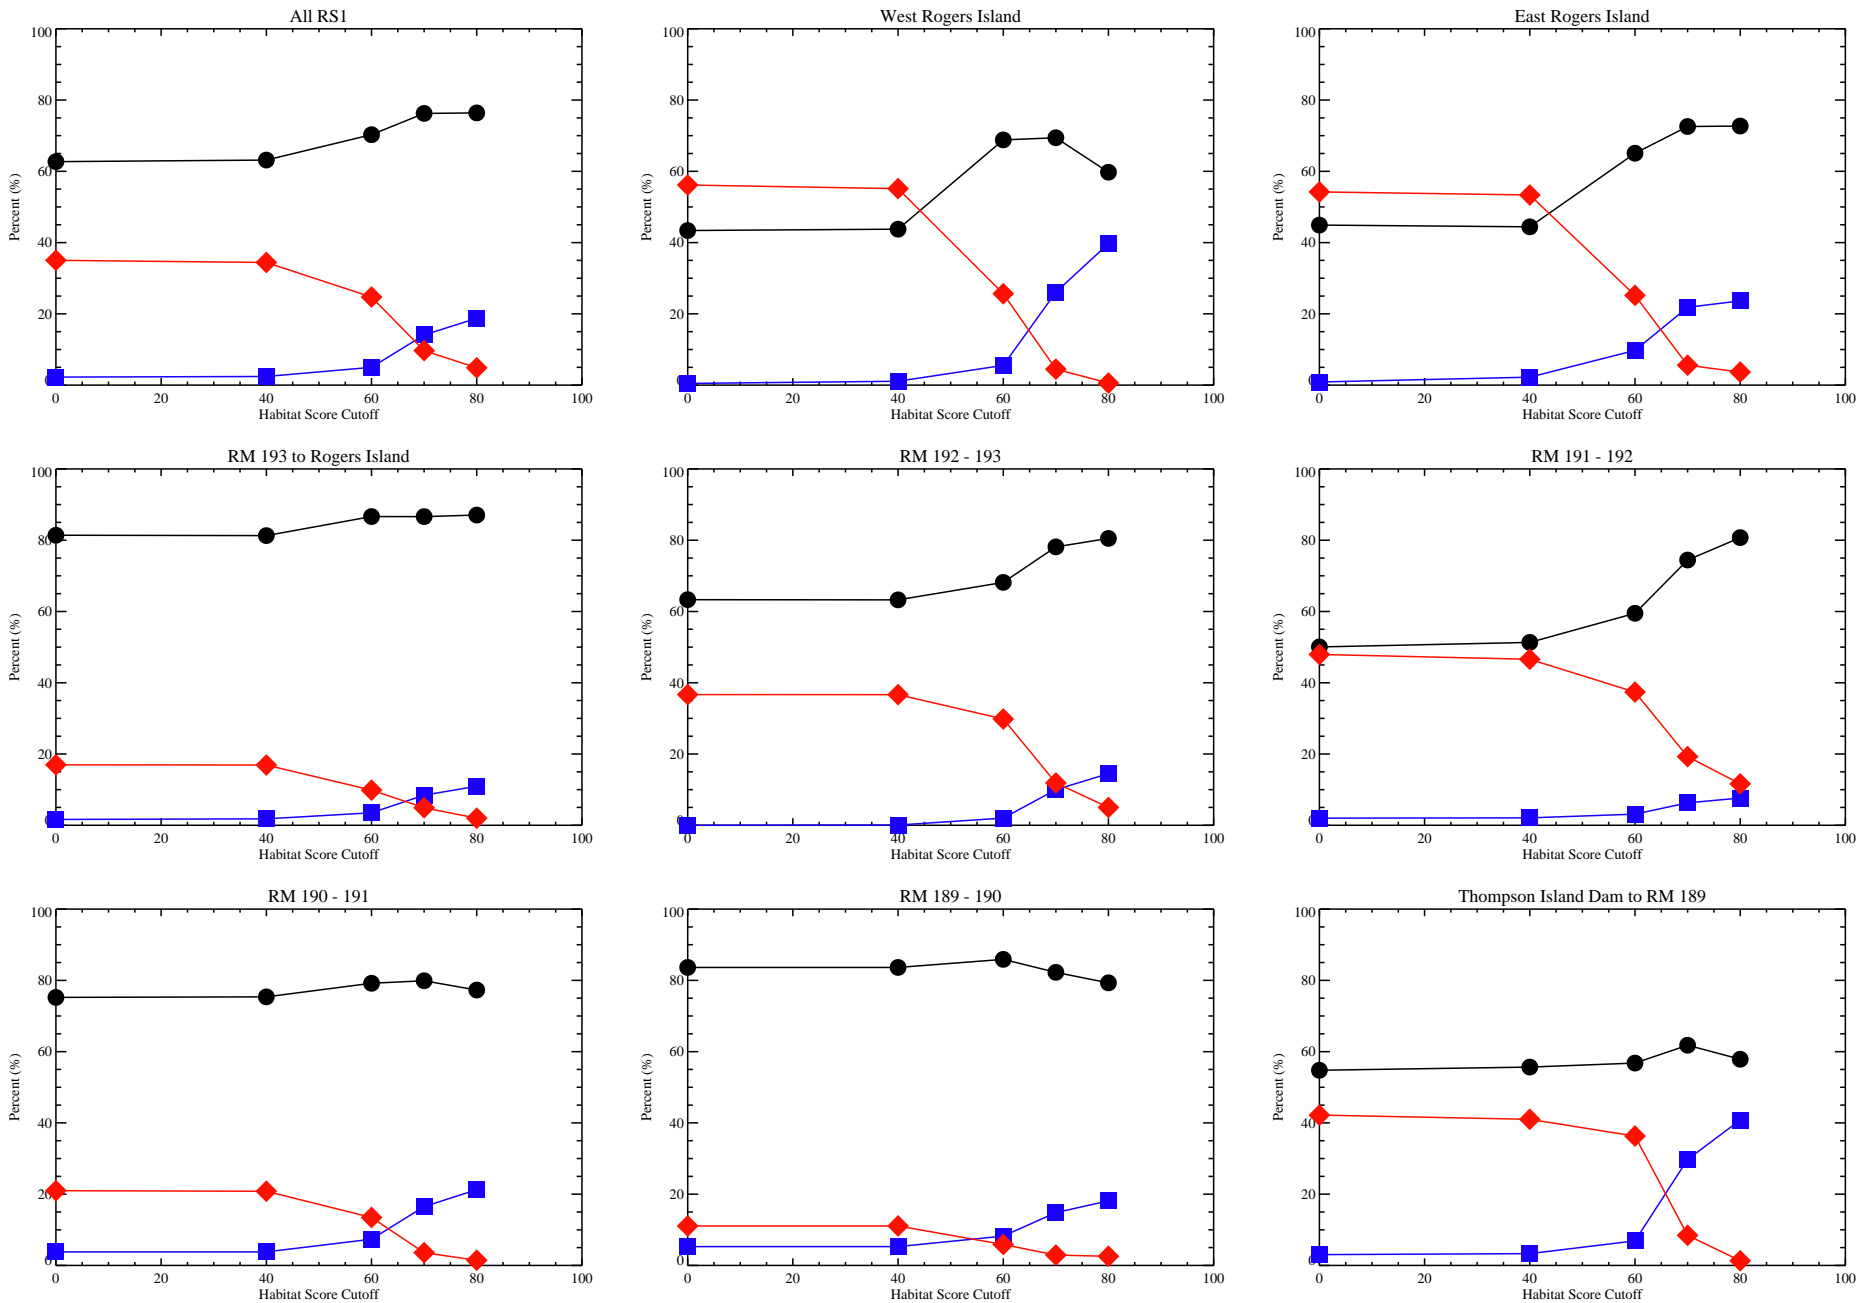 All RS1
West Rogers Island
East Rogers Island
100
80
60
40
20
0
Percent (%)
0 20 40 60 80 100
Habitat Score Cutoff
100
80
60
40
20
0
Percent (%)
0 20 40 60 80 100
Habitat Score Cutoff
100
80
60
40
20
0
Percent (%)
0 20 40 60 80 100
Habitat Score Cutoff
RM 193 to Rogers Island
RM 192 - 193
RM 191 - 192
100
80
60
40
20
0
Percent (%)
0 20 40 60 80 100
Habitat Score Cutoff
100
80
60
40
20
0
Percent (%)
0 20 40 60 80 100
Habitat Score Cutoff
100
80
60
40
20
0
Percent (%)
0 20 40 60 80 100
Habitat Score Cutoff
RM 190 - 191
RM 189 - 190
Thompson Island Dam to RM 189
100
80
60
40
20
0
Percent (%)
0 20 40 60 80 100
Habitat Score Cutoff
100
80
60
40
20
0
Percent (%)
0 20 40 60 80 100
Habitat Score Cutoff
100
80
60
40
20
0
Percent (%)
0 20 40 60 80 100
Habitat Score Cutoff